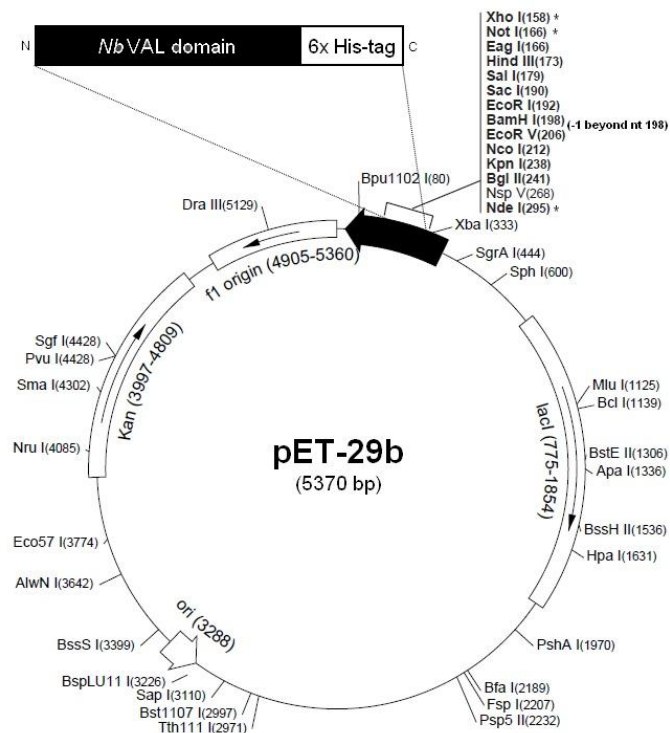 N
NbVAL domain
6x His-tag
C
Xho I(158) *
Not I(166) *
Eag I(166)
Hind III(173)
Sal I(179)
Sac I(190)
EcoR I(192)
BamH I(198)
(-1 beyond nt 198)
EcoR V(206)
Nco I(212)
Kpn I(238)
Bgl II(241)
Nsp V(268)
Nde I(295) *
Bpu1102 I(80)
Xba I(333)
SgrA I(444)
Sph I(600)
Dra III(5129)
f1 origin (4905-5360)
Sgf I(4428)
Pvu I(4428)
Sma I(4302)
Kan (3997-4809)
Nru I(4085)
lacI (775-1854)
Mlu I(1125)
Bcl I(1139)
BstE II(1306)
Apa I(1336)
BssH II(1536)
Hpa I(1631)
pET-29b
(5370 bp)
Eco57 I(3774)
AlwN I(3642)
ori (3288)
BssS I(3399)
BspLU11 I(3226)
Sap I(3110)
Bst1107 I(2997)
Tth111 I(2971)
PshA I(1970)
Bfa I(2189)
Fsp I(2207)
Psp5 II(2232)